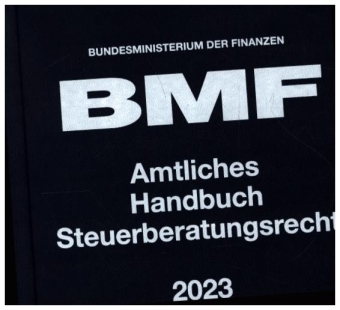 BUNDESMINISTERIUM DER FINANZEN
BMF
Amtliches
Handbuch
Steuerberatungsrecht
2023